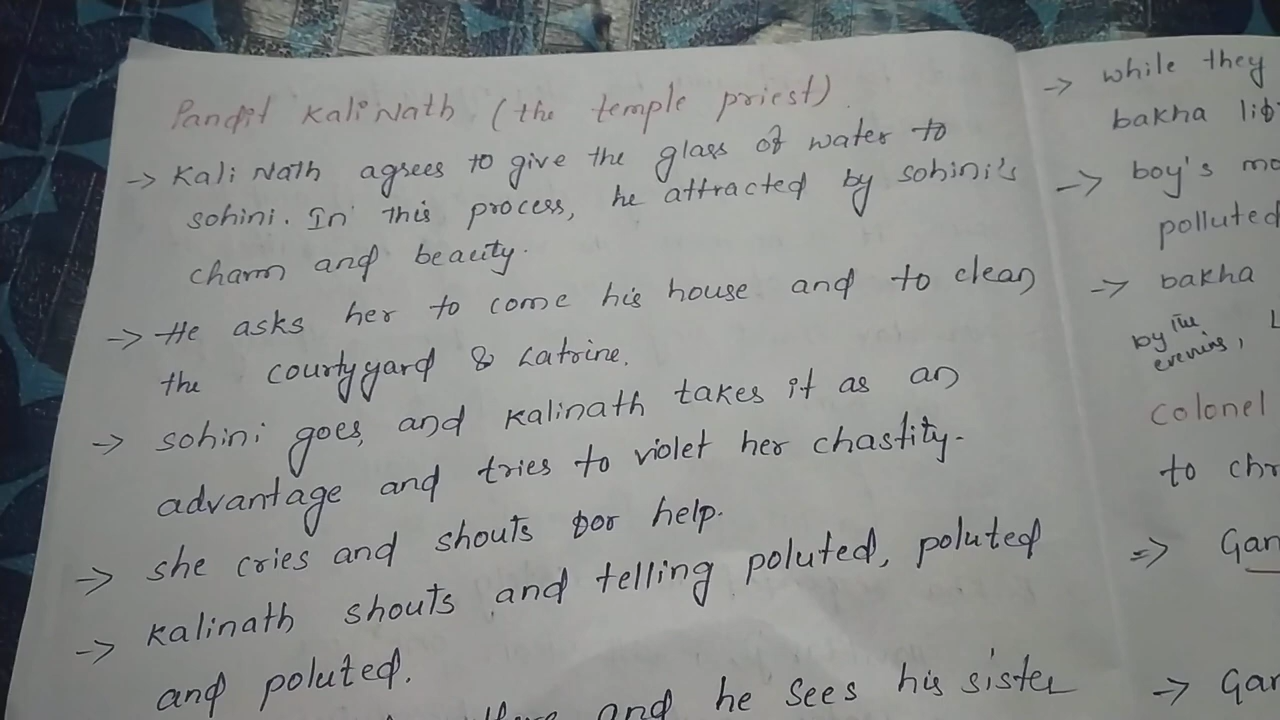 Pandit Kali Nath (the temple priest).
-> Kali Nath agrees to give the glass of water to
sohini. In this process, he attracted by sohini's
charm and beauty.
-> He asks her to come his house and to clean
the courtyyard & Latrine.
-> sohini goes, and Kalinath takes it as an
advantage and tries to violet her chastity.
-> she cries and shouts for help.
-> Kalinath shouts and telling poluted, poluted
and poluted.
and he sees his sister
-> while they
bakha
-> boy's
polluted
-> bakha
by the
evening,
colonel
to
=>
->